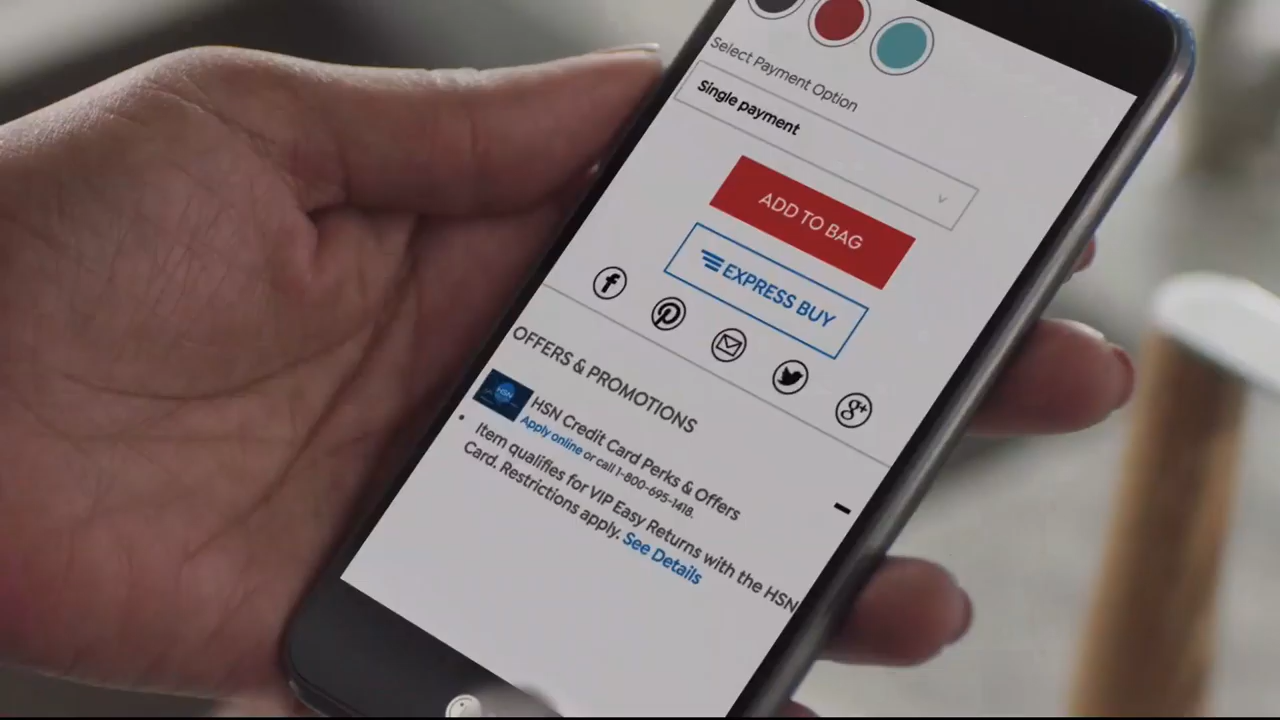 Select Payment Option
Single payment
ADD TO BAG
EXPRESS BUY
OFFERS & PROMOTIONS
HSN
HSN Credit Card Perks & Offers
Apply online or call 1-800-695-1418.
Item qualifies for VIP Easy Returns with the HSN
Card. Restrictions apply. See Details